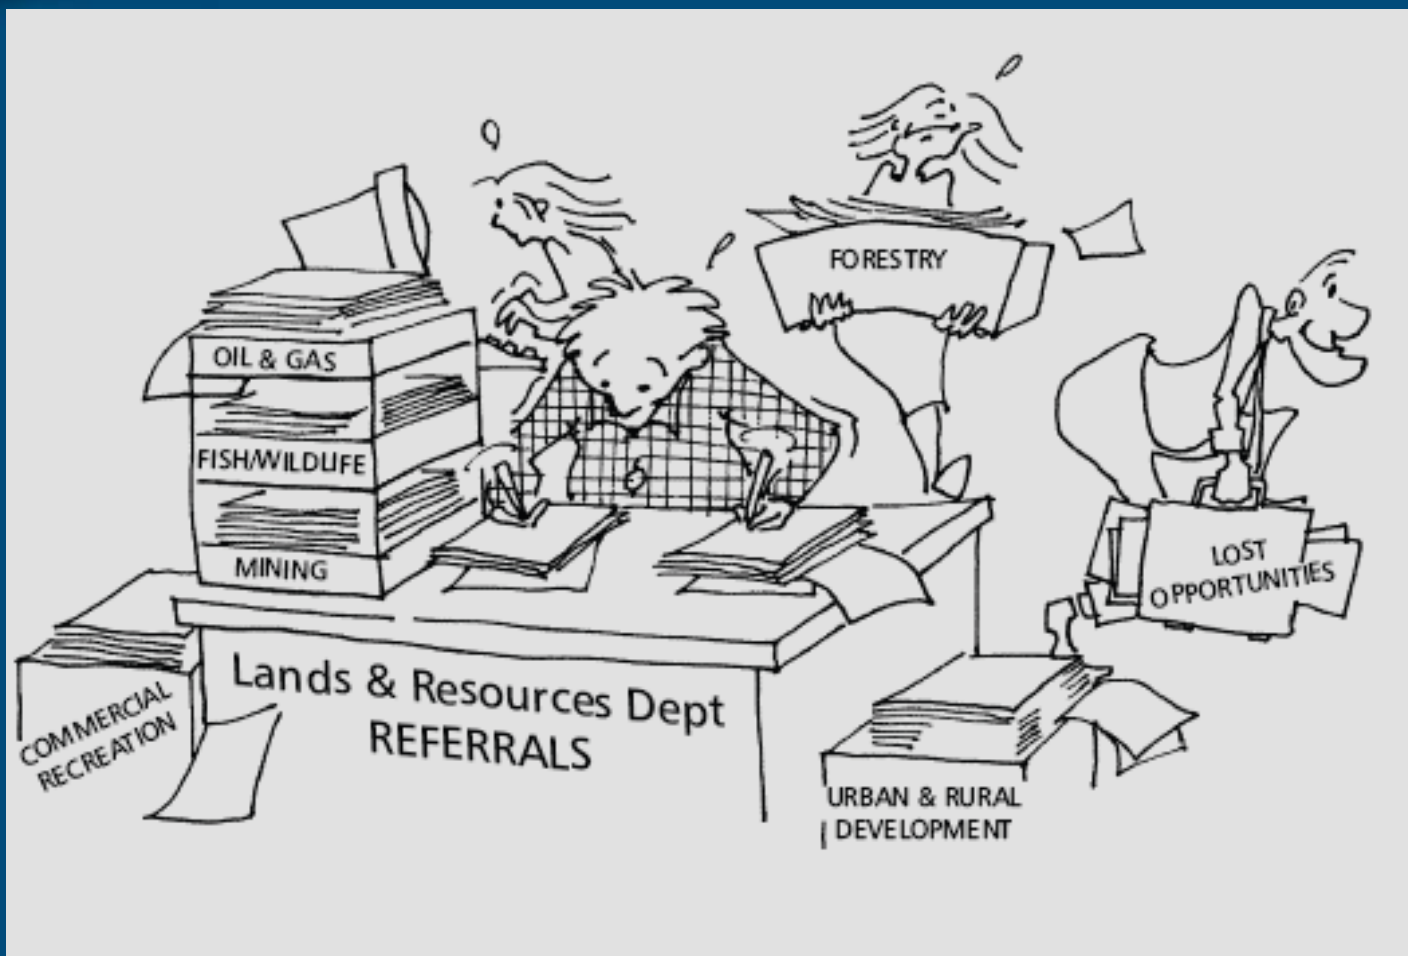 FORESTRY
OIL & GAS
FISH/WILDLIFE
MINING
LOST
OPPORTUNITIES
Lands & Resources Dept
REFERRALS
COMMERCIAL
RECREATION
URBAN & RURAL
DEVELOPMENT